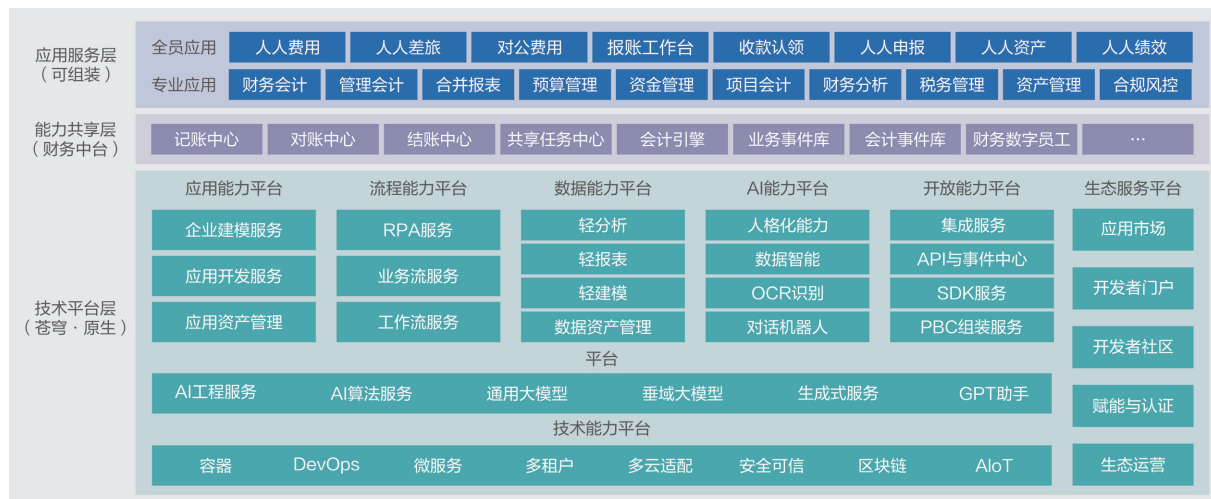 应用服务层
（可组装）
全员应用 人人费用 人人差旅 对公费用 报账工作台 收款认领 人人申报 人人资产 人人绩效
专业应用 财务会计 管理会计 合并报表 预算管理 资金管理 项目会计 财务分析 税务管理 资产管理 合规风控
能力共享层
（财务中台）
记账中心 对账中心 结账中心 共享任务中心 会计引擎 业务事件库 会计事件库 财务数字员工 …
技术平台层
（苍穹·原生）
应用能力平台
企业建模服务
应用开发服务
应用资产管理
流程能力平台
RPA服务
业务流服务
工作流服务
数据能力平台
轻分析
轻报表
轻建模
数据资产管理
AI能力平台
人格化能力
数据智能
OCR识别
对话机器人
开放能力平台
集成服务
API与事件中心
SDK服务
PBC组装服务
平台
AI工程服务 AI算法服务 通用大模型 垂域大模型 生成式服务 GPT助手
技术能力平台
容器 DevOps 微服务 多租户 多云适配 安全可信 区块链 AIoT
生态服务平台
应用市场
开发者门户
开发者社区
赋能与认证
生态运营